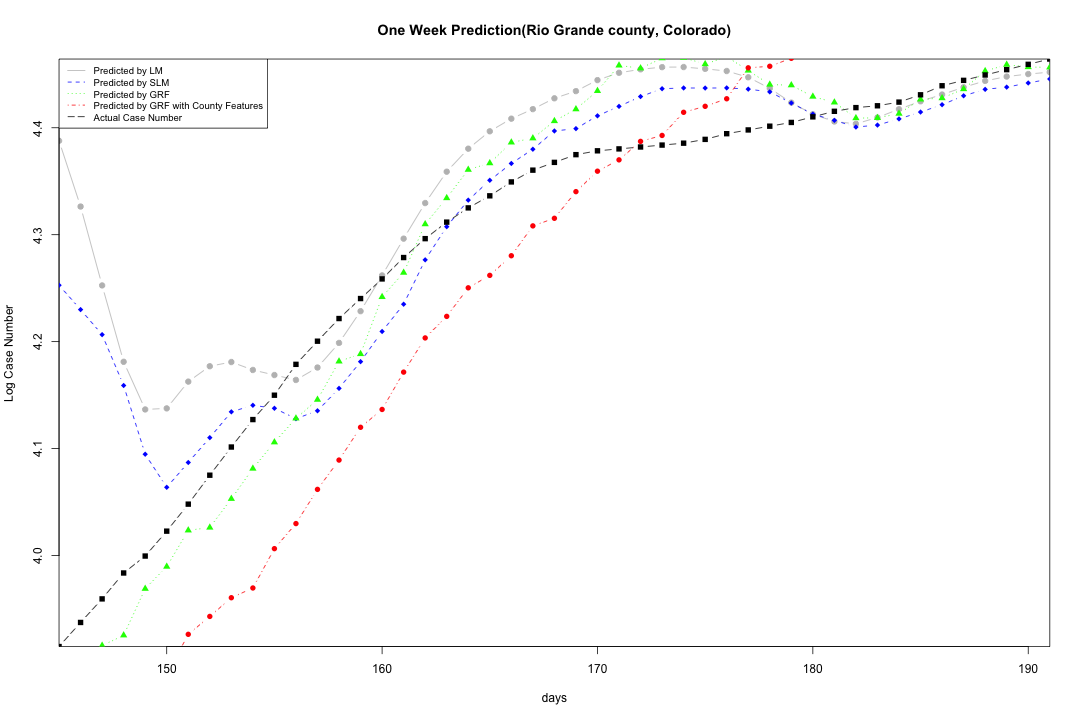 One Week Prediction(Rio Grande county, Colorado)
Predicted by LM
Predicted by SLM
Predicted by GRF
Predicted by GRF with County Features
Actual Case Number
Log Case Number
4.4
4.3
4.2
4.1
4.0
150 160 170 180 190
days